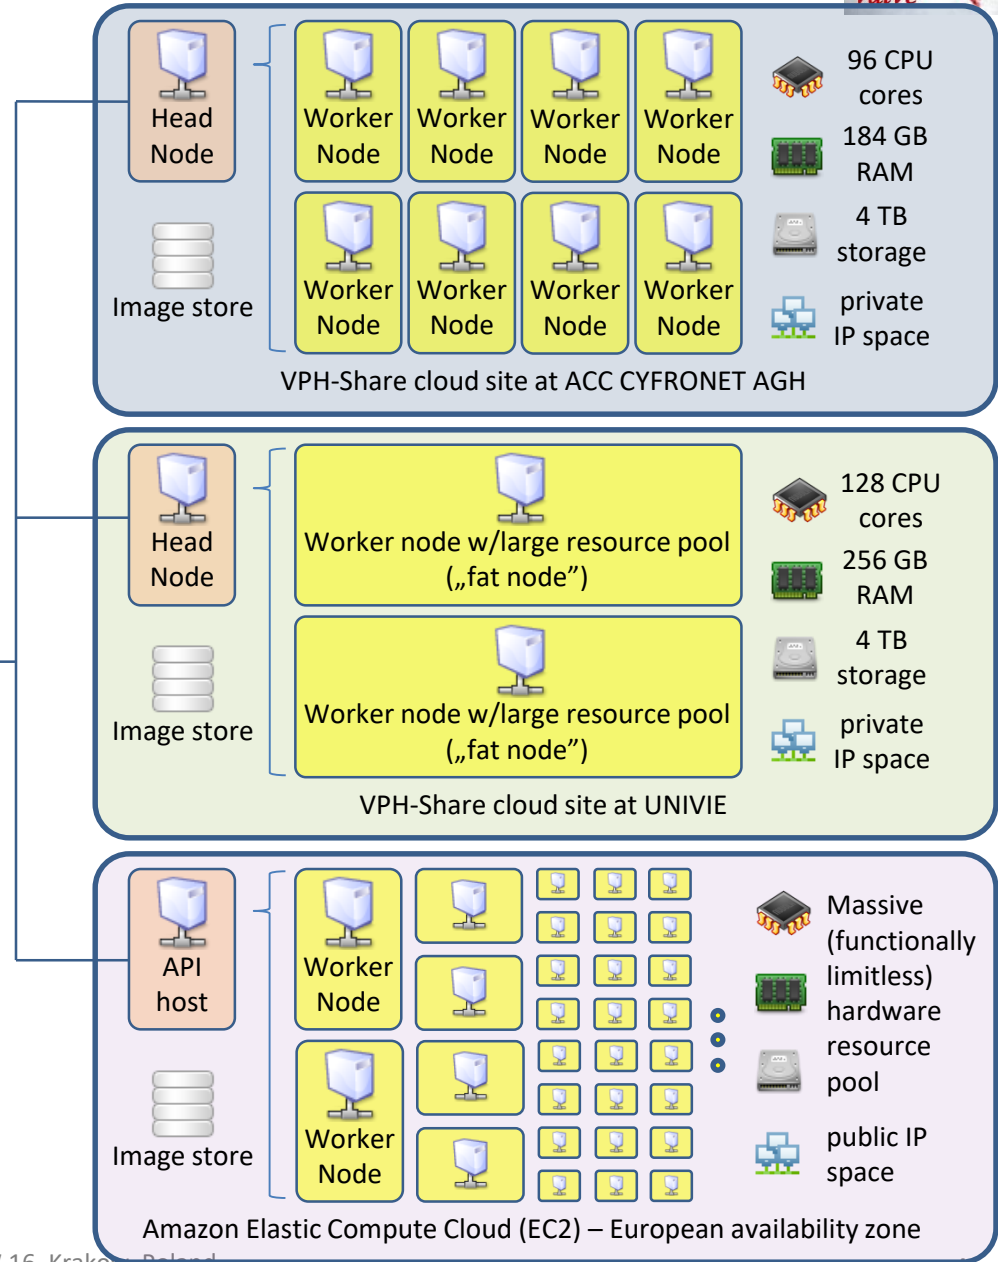 valve
Head
Node
Worker
Node
Worker
Node
Worker
Node
Worker
Node
96 CPU
cores
184 GB
RAM
4 TB
storage
private
IP space
Image store
Worker
Node
Worker
Node
Worker
Node
Worker
Node
VPH-Share cloud site at ACC CYFRONET AGH
Head
Node
Worker node w/large resource pool
(„fat node”)
128 CPU
cores
256 GB
RAM
4 TB
storage
private
IP space
Image store
Worker node w/large resource pool
(„fat node”)
VPH-Share cloud site at UNIVIE
API
host
Worker
Node
Massive
(functionally
limitless)
hardware
resource
pool
public IP
space
Image store
Worker
Node
Amazon Elastic Compute Cloud (EC2) – European availability zone
16, Krakow, Poland